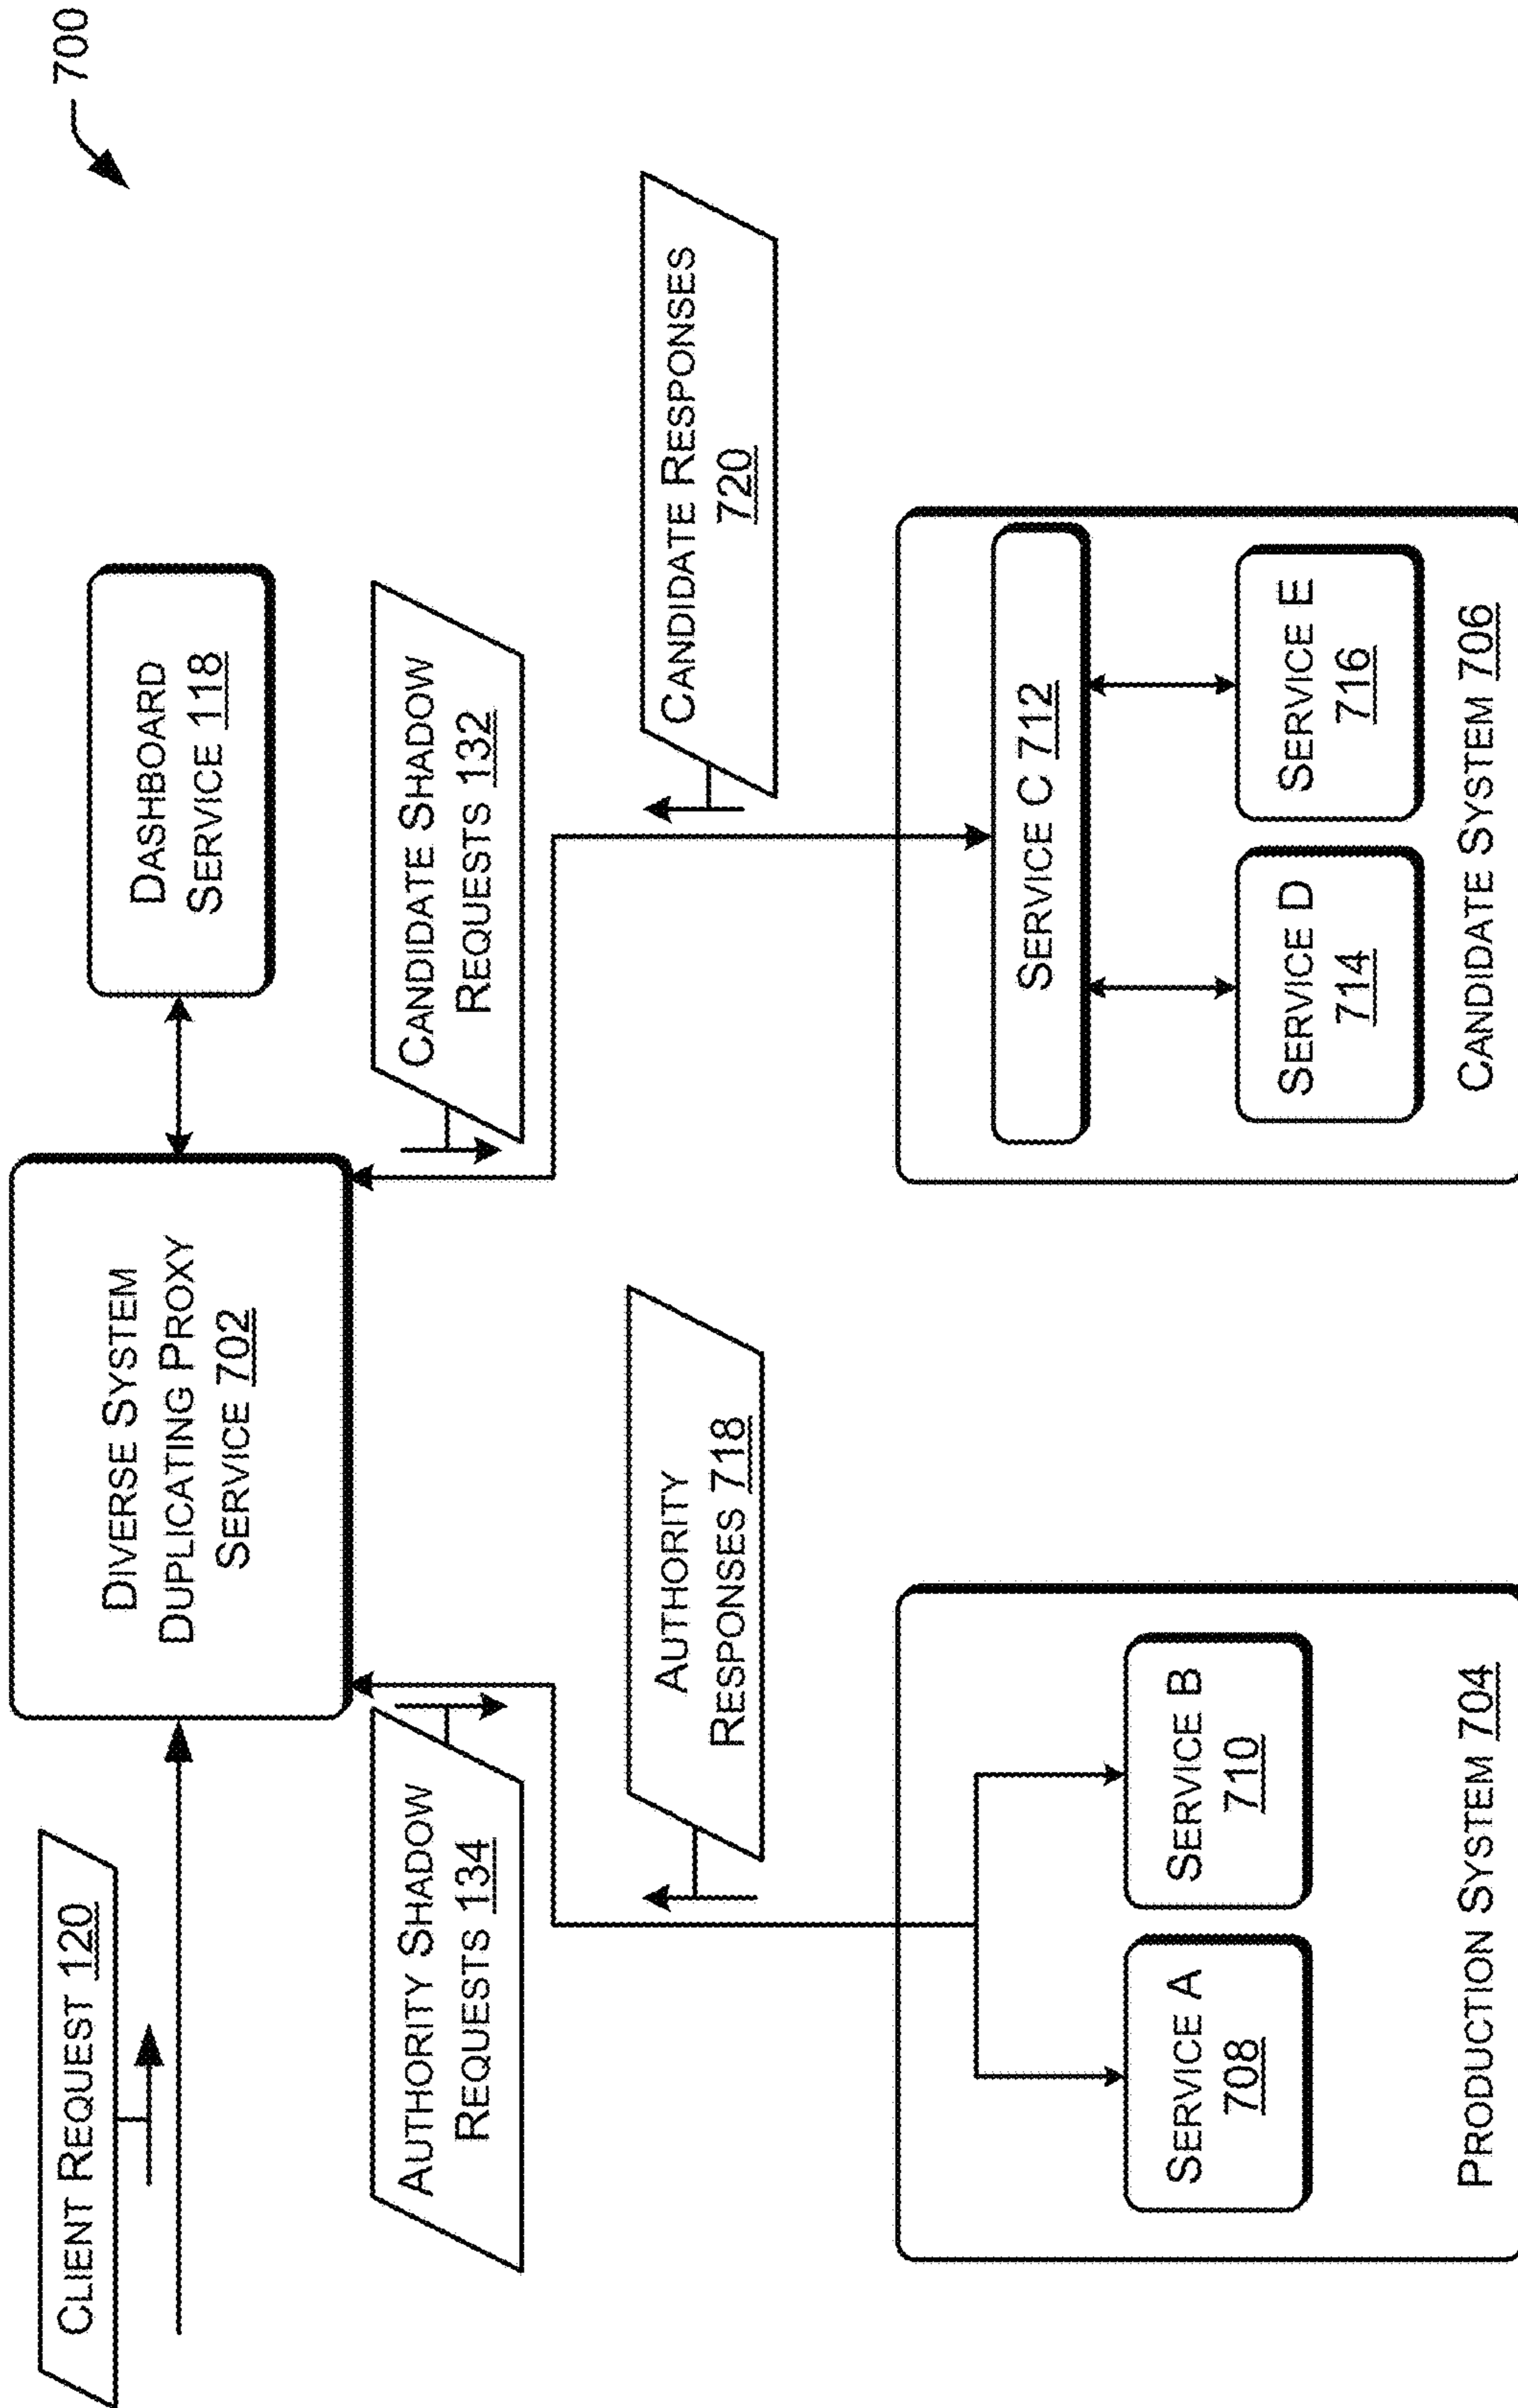 700
CLIENT REQUEST 120
DIVERSE SYSTEM
DUPLICATING PROXY
SERVICE 702
DASHBOARD
SERVICE 118
AUTHORITY SHADOW
REQUESTS 134
CANDIDATE SHADOW
REQUESTS 132
AUTHORITY
RESPONSES 718
CANDIDATE RESPONSES
720
SERVICE A
708
SERVICE B
710
PRODUCTION SYSTEM 704
SERVICE C 712
SERVICE D
714
SERVICE E
716
CANDIDATE SYSTEM 706